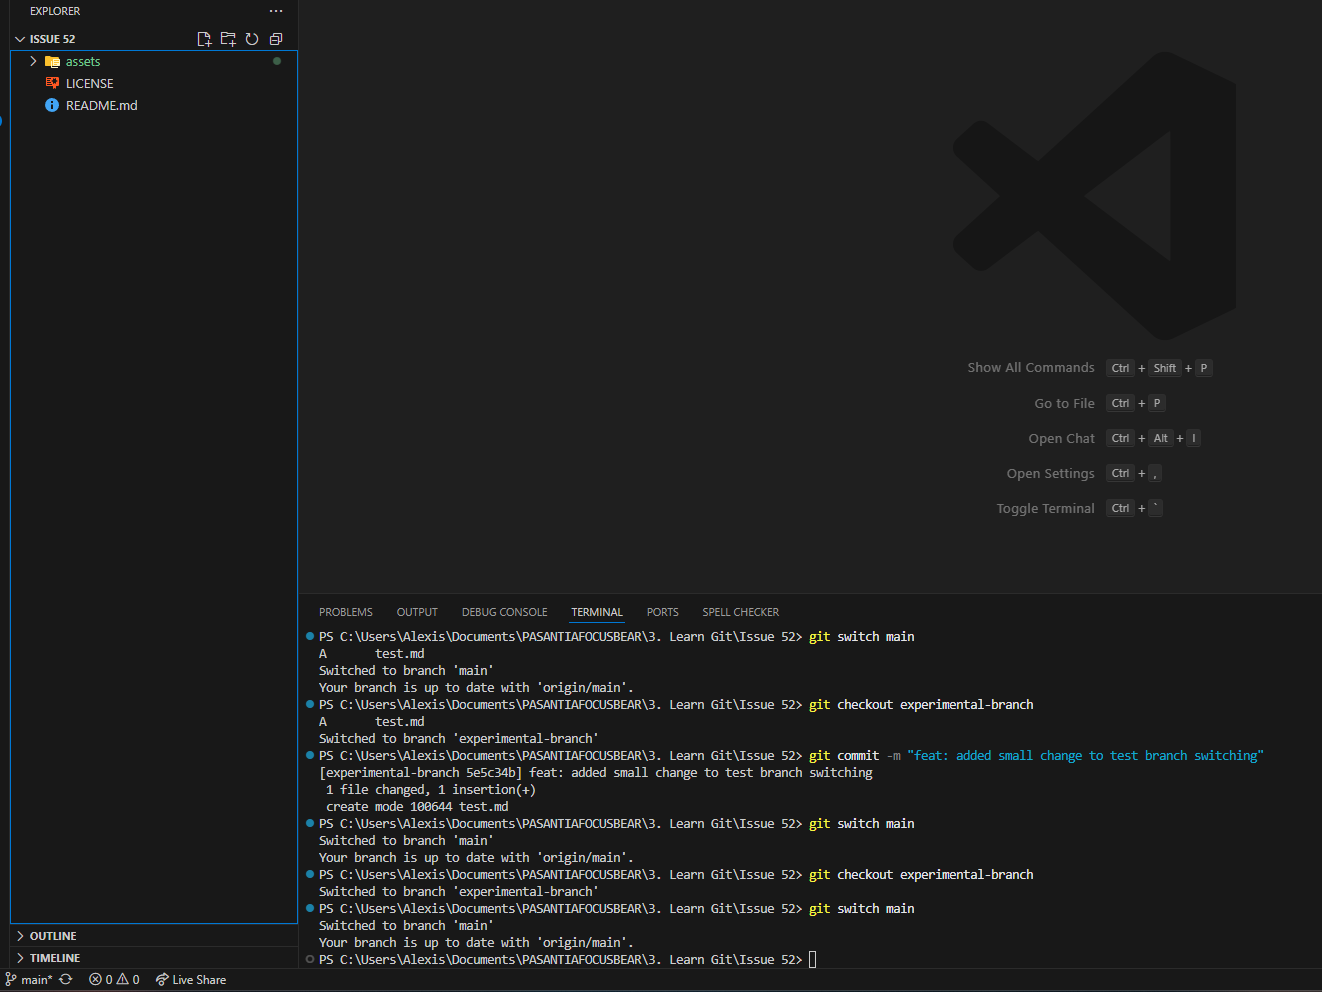 EXPLORER
ISSUE 52
assets
LICENSE
README.md
Show All Commands Ctrl + Shift + P
Go to File Ctrl + P
Open Chat Ctrl + Alt + I
Open Settings Ctrl + ,
Toggle Terminal Ctrl + `
PROBLEMS OUTPUT DEBUG CONSOLE TERMINAL PORTS SPELL CHECKER
PS C:\Users\Alexis\Documents\PASANTIAFOCUSBEAR\3. Learn Git\Issue 52> git switch main
A       test.md
Switched to branch 'main'
Your branch is up to date with 'origin/main'.
PS C:\Users\Alexis\Documents\PASANTIAFOCUSBEAR\3. Learn Git\Issue 52> git checkout experimental-branch
A       test.md
Switched to branch 'experimental-branch'
PS C:\Users\Alexis\Documents\PASANTIAFOCUSBEAR\3. Learn Git\Issue 52> git commit -m "feat: added small change to test branch switching"
[experimental-branch 5e5c34b] feat: added small change to test branch switching
 1 file changed, 1 insertion(+)
 create mode 100644 test.md
PS C:\Users\Alexis\Documents\PASANTIAFOCUSBEAR\3. Learn Git\Issue 52> git switch main
Switched to branch 'main'
Your branch is up to date with 'origin/main'.
PS C:\Users\Alexis\Documents\PASANTIAFOCUSBEAR\3. Learn Git\Issue 52> git checkout experimental-branch
Switched to branch 'experimental-branch'
PS C:\Users\Alexis\Documents\PASANTIAFOCUSBEAR\3. Learn Git\Issue 52> git switch main
Switched to branch 'main'
Your branch is up to date with 'origin/main'.
PS C:\Users\Alexis\Documents\PASANTIAFOCUSBEAR\3. Learn Git\Issue 52>
OUTLINE
TIMELINE
main* 0 0 Live Share